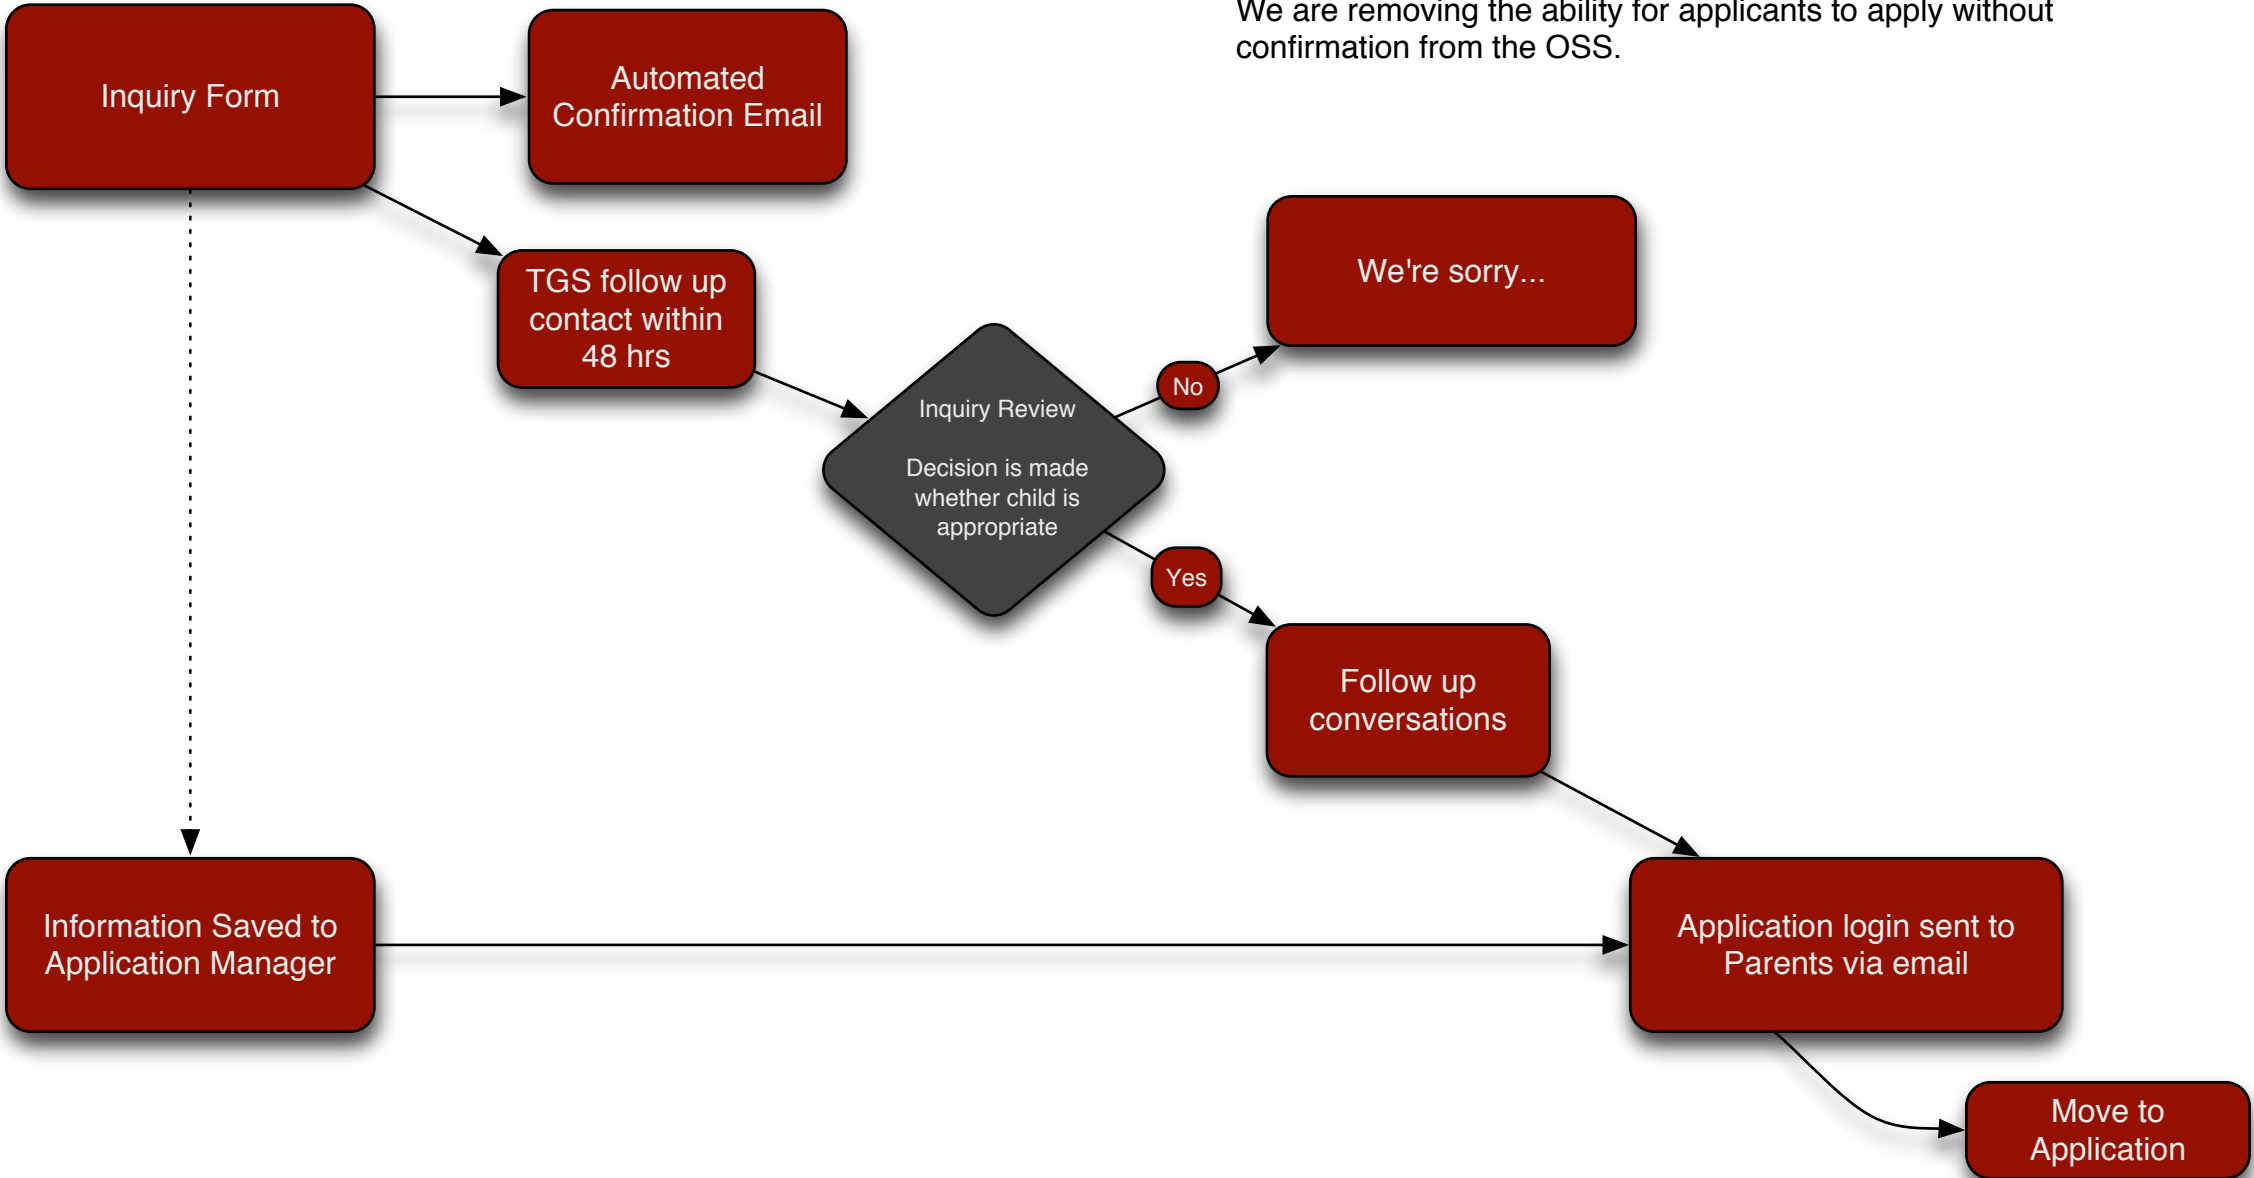 We are removing the ability for applicants to apply without
confirmation from the OSS.
Inquiry Form
Automated
Confirmation Email
TGS follow up
contact within
48 hrs
We're sorry...
No
Inquiry Review
Decision is made
whether child is
appropriate
Yes
Follow up
conversations
Information Saved to
Application Manager
Application login sent to
Parents via email
Move to
Application